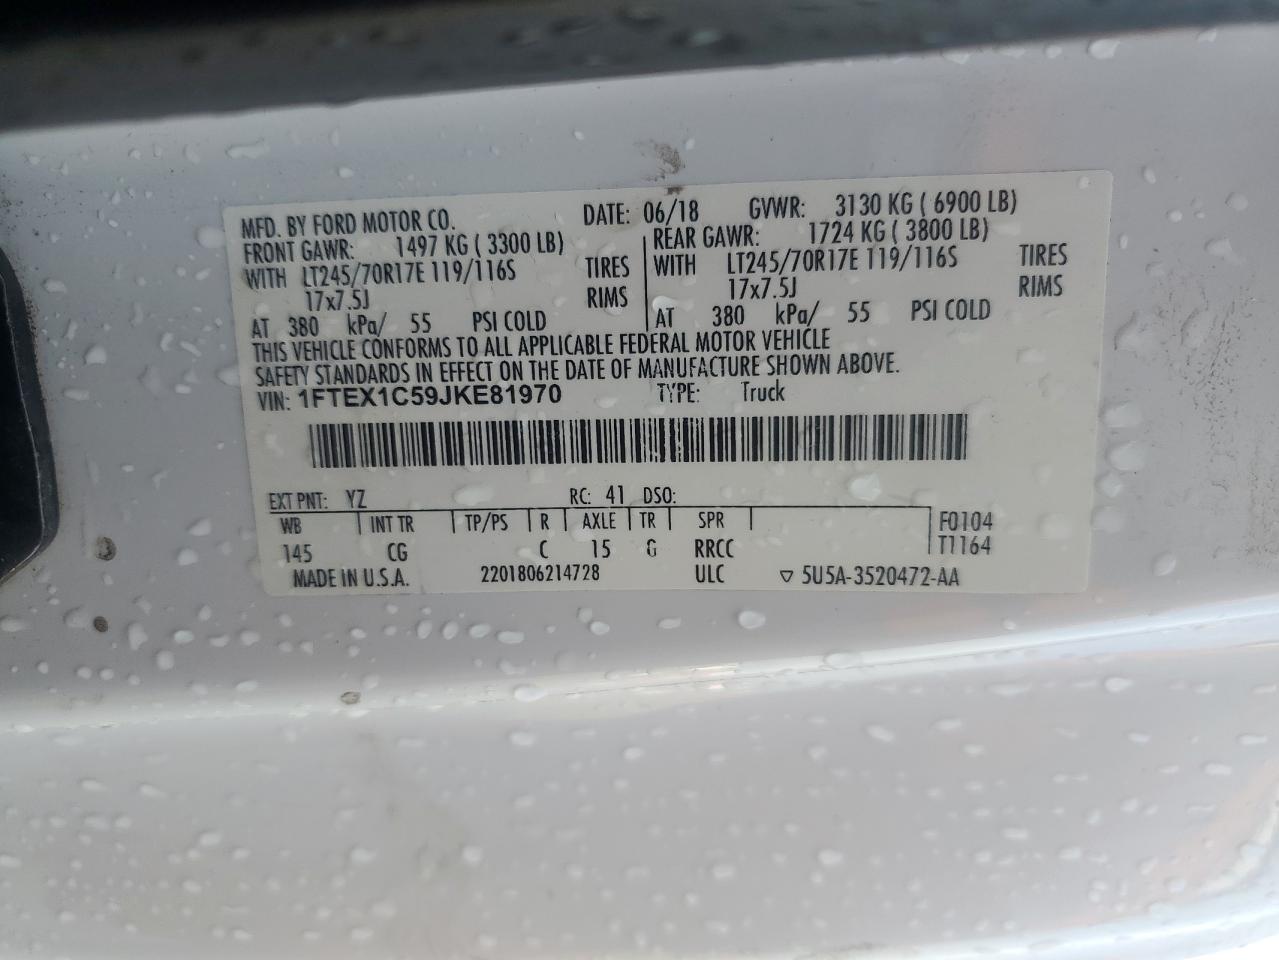 MFD. BY FORD MOTOR CO. DATE: 06/18 GVWR: 3130 KG ( 6900 LB)
FRONT GAWR: 1497 KG ( 3300 LB) REAR GAWR: 1724 KG ( 3800 LB)
WITH LT245/70R17E 119/116S TIRES WITH LT245/70R17E 119/116S TIRES
17x7.5J RIMS 17x7.5J RIMS
AT 380 kPa/ 55 PSI COLD AT 380 kPa/ 55 PSI COLD
THIS VEHICLE CONFORMS TO ALL APPLICABLE FEDERAL MOTOR VEHICLE
SAFETY STANDARDS IN EFFECT ON THE DATE OF MANUFACTURE SHOWN ABOVE.
VIN: 1FTEX1C59JKE81970 TYPE: Truck
EXT PNT: YZ RC: 41 DSO:
WB INT TR TP/PS R AXLE TR SPR F0104
145 CG C 15 G RRCC T1164
MADE IN U.S.A. 2201806214728 ULC ▽ 5U5A-3520472-AA